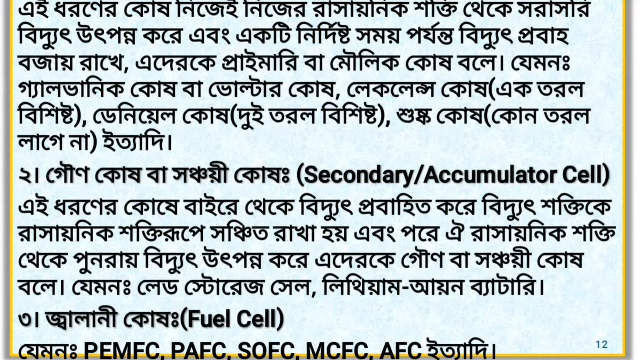 এই ধরণের কোষ নিজেই নিজের রাসায়নিক শক্তি থেকে সরাসরি
বিদ্যুৎ উৎপন্ন করে এবং একটি নির্দিষ্ট সময় পর্যন্ত বিদ্যুৎ প্রবাহ
বজায় রাখে, এদেরকে প্রাইমারি বা মৌলিক কোষ বলে। যেমনঃ
গ্যালভানিক কোষ বা ভোল্টার কোষ, লেকলেন্স কোষ(এক তরল
বিশিষ্ট), ডেনিয়েল কোষ(দুই তরল বিশিষ্ট), শুষ্ক কোষ(কোন তরল
লাগে না) ইত্যাদি।
২। গৌণ কোষ বা সঞ্চয়ী কোষঃ (Secondary/Accumulator Cell)
এই ধরণের কোষে বাইরে থেকে বিদ্যুৎ প্রবাহিত করে বিদ্যুৎ শক্তিকে
রাসায়নিক শক্তিরূপে সঞ্চিত রাখা হয় এবং পরে ঐ রাসায়নিক শক্তি
থেকে পুনরায় বিদ্যুৎ উৎপন্ন করে এদেরকে গৌণ বা সঞ্চয়ী কোষ
বলে। যেমনঃ লেড স্টোরেজ সেল, লিথিয়াম-আয়ন ব্যাটারি।
৩। জ্বালানী কোষঃ(Fuel Cell)
যেমনঃ PEMFC, PAFC, SOFC, MCFC, AFC ইত্যাদি।
12